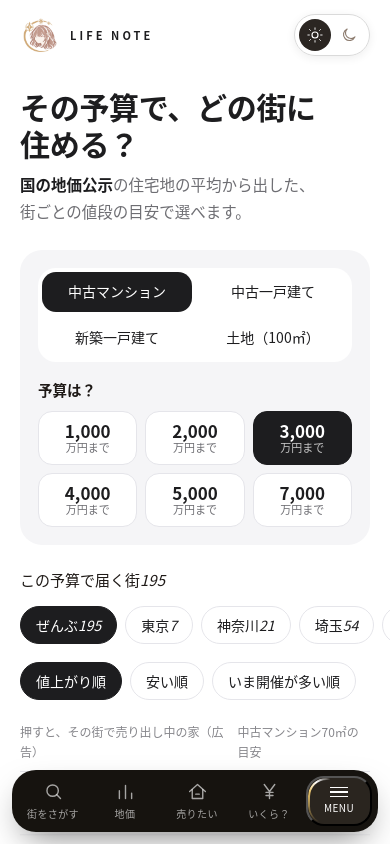 LIFE NOTE
その予算で、どの街に
住める？
国の地価公示の住宅地の平均から出した、
街ごとの値段の目安で選べます。
中古マンション
中古一戸建て
新築一戸建て
土地（100㎡）
予算は？
1,000
万円まで
2,000
万円まで
3,000
万円まで
4,000
万円まで
5,000
万円まで
7,000
万円まで
この予算で届く街195
ぜんぶ195
東京7
神奈川21
埼玉54
値上がり順
安い順
いま開催が多い順
押すと、その街で売り出し中の家（広
告）
中古マンション70㎡の
目安
街をさがす
地価
売りたい
いくら？
MENU